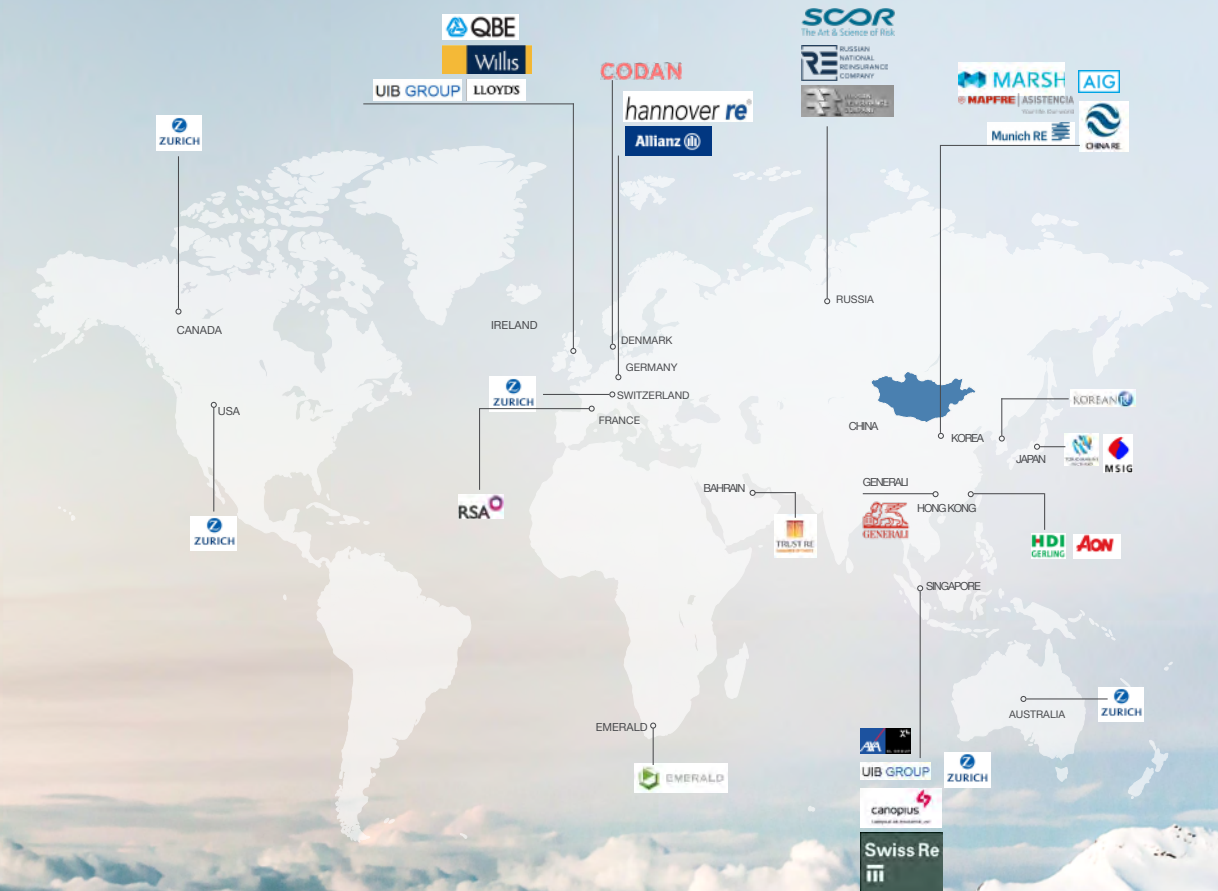 QBE
Willis
UIB GROUP
LLOYD'S
CODAN
hannover re®
Allianz
SCOR
The Art & Science of Risk
RUSSIAN
NATIONAL
REINSURANCE
COMPANY
MARSH
AIG
MAPFRE | ASISTENCIA
Munich RE
CHINA RE
ZURICH
CANADA
IRELAND
DENMARK
GERMANY
ZURICH
SWITZERLAND
FRANCE
RUSSIA
USA
ZURICH
RSA
CHINA
KOREA
KOREAN
JAPAN
MSIG
BAHRAIN
TRUST RE
GENERALI
HONG KONG
GENERALI
HDI
GERLING
AON
SINGAPORE
AUSTRALIA
ZURICH
EMERALD
EMERALD
AXA XL
UIB GROUP
ZURICH
canopius
Swiss Re